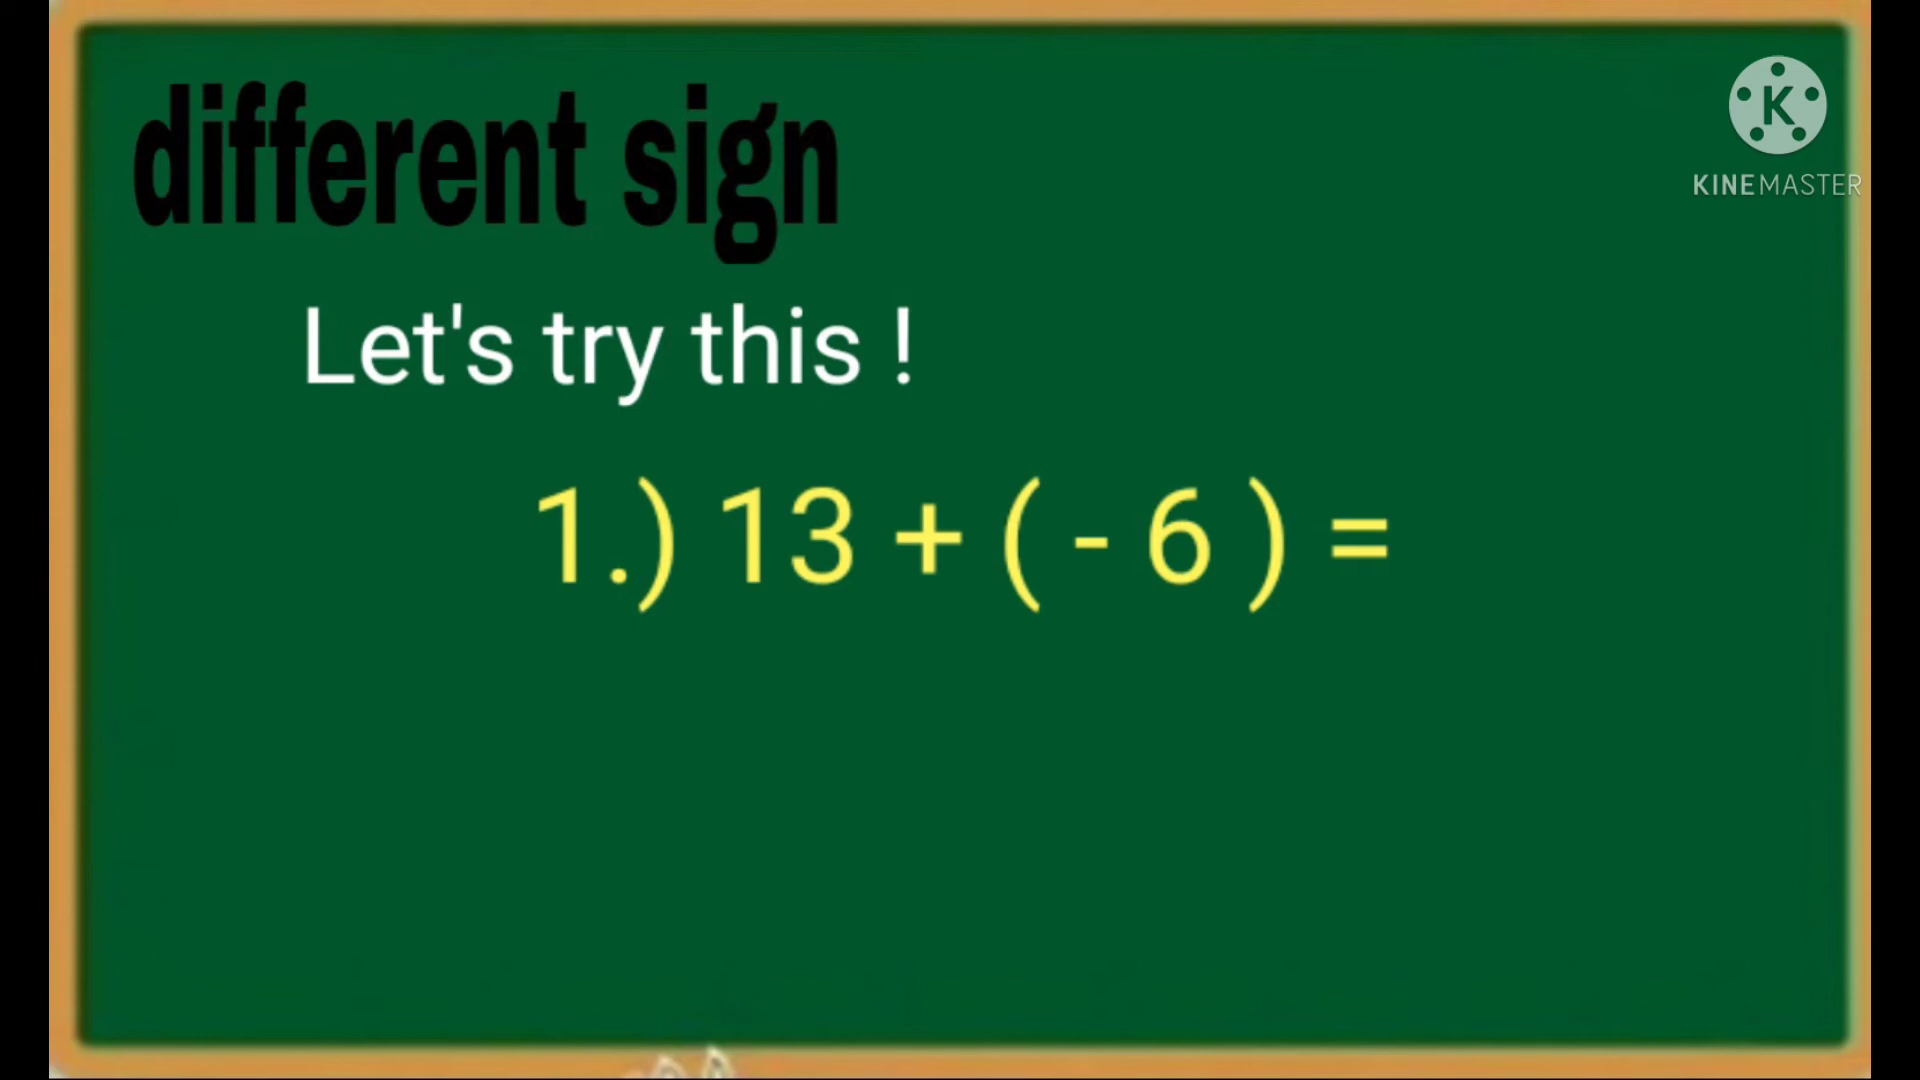 different sign
K
KINEMASTER
Let's try this !
1.) 13 + ( - 6 ) =